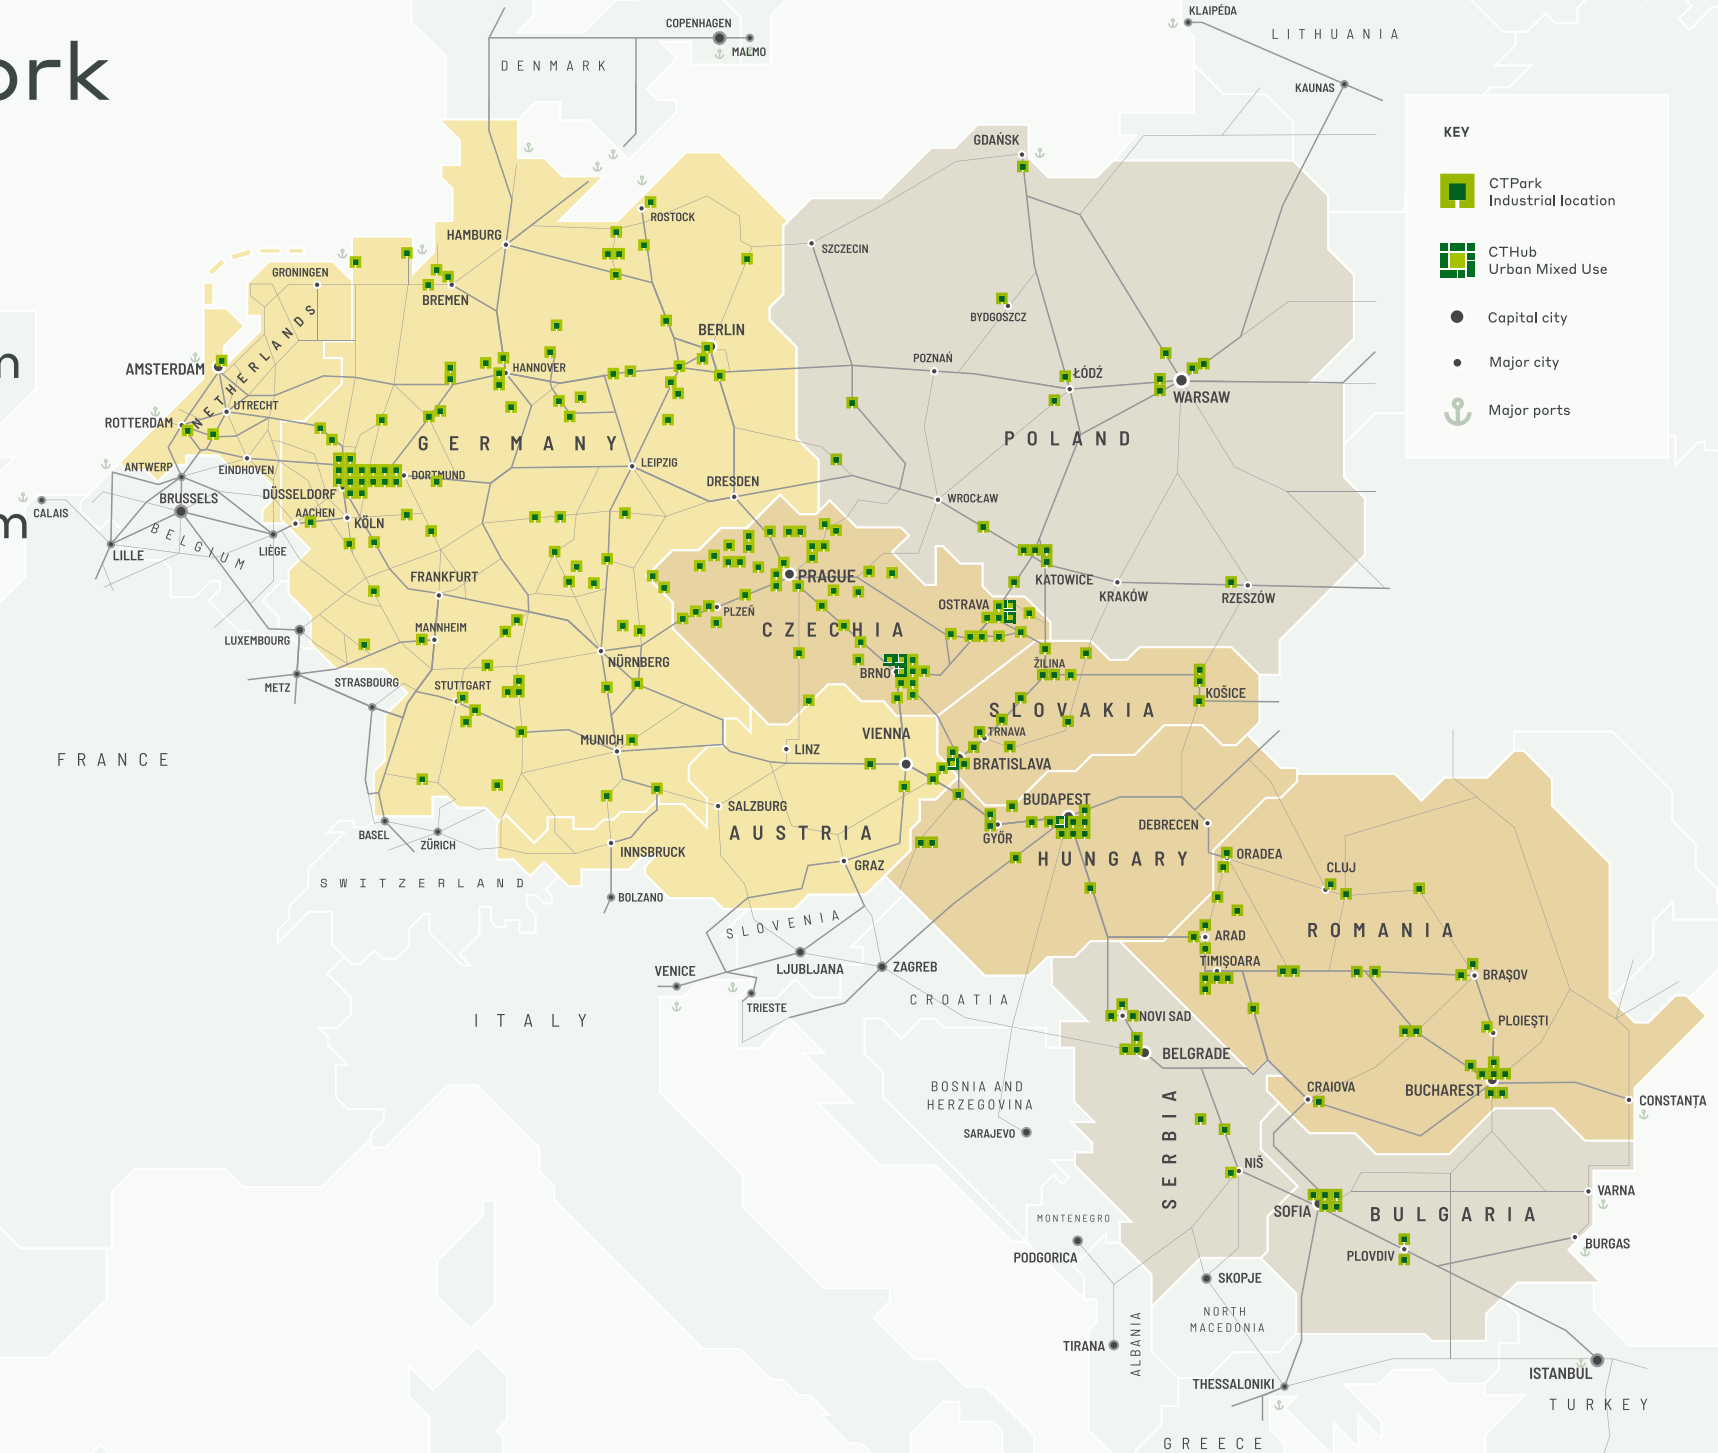 ork
m
m
KEY
CTPark
Industrial location
CTHub
Urban Mixed Use
Capital city
Major city
Major ports
COPENHAGEN
MALMO
DENMARK
KLAIPÉDA
LITHUANIA
KAUNAS
GDAŃSK
ROSTOCK
HAMBURG
SZCZECIN
GRONINGEN
BREMEN
BYDGOSZCZ
NETHERLANDS
BERLIN
AMSTERDAM
HANNOVER
POZNAŃ
ŁÓDŹ
WARSAW
UTRECHT
ROTTERDAM
GERMANY
POLAND
ANTWERP
EINDHOVEN
DORTMUND
LEIPZIG
DRESDEN
DÜSSELDORF
BRUSSELS
WROCŁAW
CALAIS
AACHEN
KÖLN
BELGIUM
LILLE
LIÈGE
FRANKFURT
PRAGUE
KATOWICE
KRAKÓW
RZESZÓW
OSTRAVA
PLZEŇ
MANNHEIM
CZECHIA
LUXEMBOURG
NÜRNBERG
ŽILINA
BRNO
METZ
STRASBOURG
STUTTGART
KOŠICE
SLOVAKIA
TRNAVA
VIENNA
MUNICH
LINZ
FRANCE
BRATISLAVA
BUDAPEST
SALZBURG
DEBRECEN
BASEL
ZÜRICH
AUSTRIA
GYÖR
INNSBRUCK
HUNGARY
ORADEA
GRAZ
CLUJ
SWITZERLAND
BOLZANO
SLOVENIA
ROMANIA
ARAD
TIMIȘOARA
VENICE
LJUBLJANA
ZAGREB
BRAȘOV
TRIESTE
CROATIA
ITALY
NOVI SAD
PLOIEȘTI
BELGRADE
BOSNIA AND
HERZEGOVINA
CRAIOVA
BUCHAREST
CONSTANȚA
SARAJEVO
SERBIA
NIŠ
VARNA
MONTENEGRO
SOFIA
BULGARIA
PODGORICA
PLOVDIV
BURGAS
SKOPJE
NORTH
MACEDONIA
TIRANA
ALBANIA
ISTANBUL
THESSALONIKI
TURKEY
GREECE